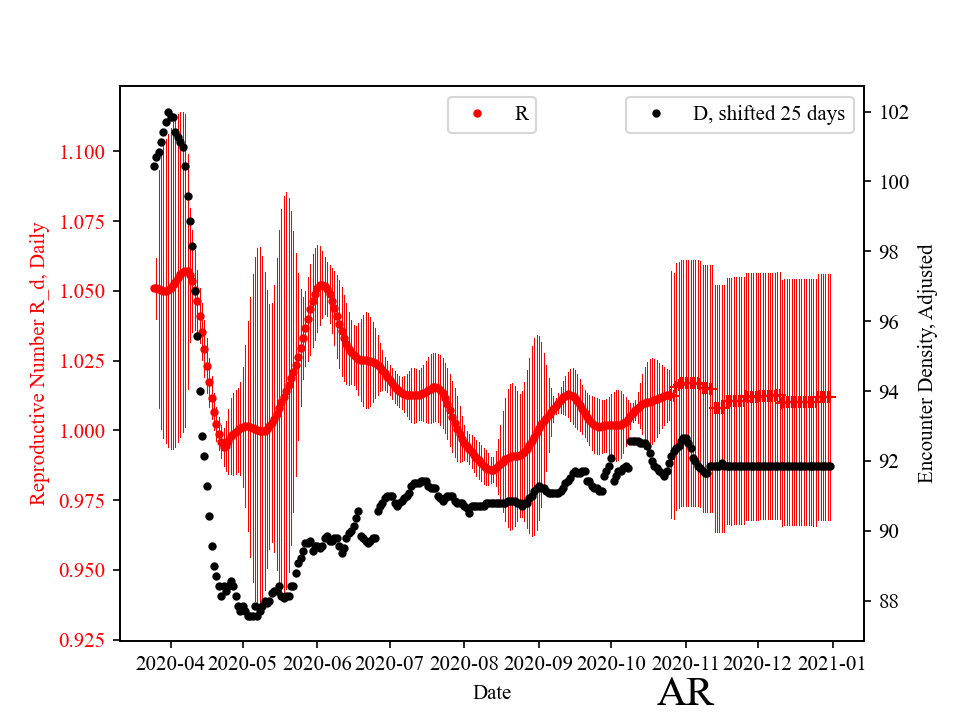 R
D, shifted 25 days
Reproductive Number R_d, Daily
1.100
1.075
1.050
1.025
1.000
0.975
0.950
0.925
102
100
98
96
94
92
90
88
Encounter Density, Adjusted
2020-04 2020-05 2020-06 2020-07 2020-08 2020-09 2020-10 2020-11 2020-12 2021-01
Date
AR